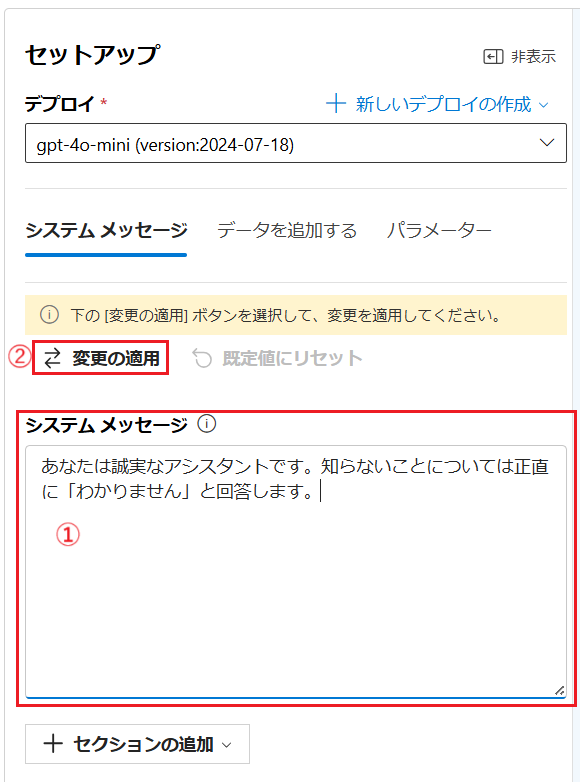 セットアップ
非表示
デプロイ *
新しいデプロイの作成
gpt-4o-mini (version:2024-07-18)
システム メッセージ データを追加する パラメーター
下の [変更の適用] ボタンを選択して、変更を適用してください。
② 変更の適用 既定値にリセット
システム メッセージ
あなたは誠実なアシスタントです。知らないことについては正直
に「わかりません」と回答します。
①
セクションの追加